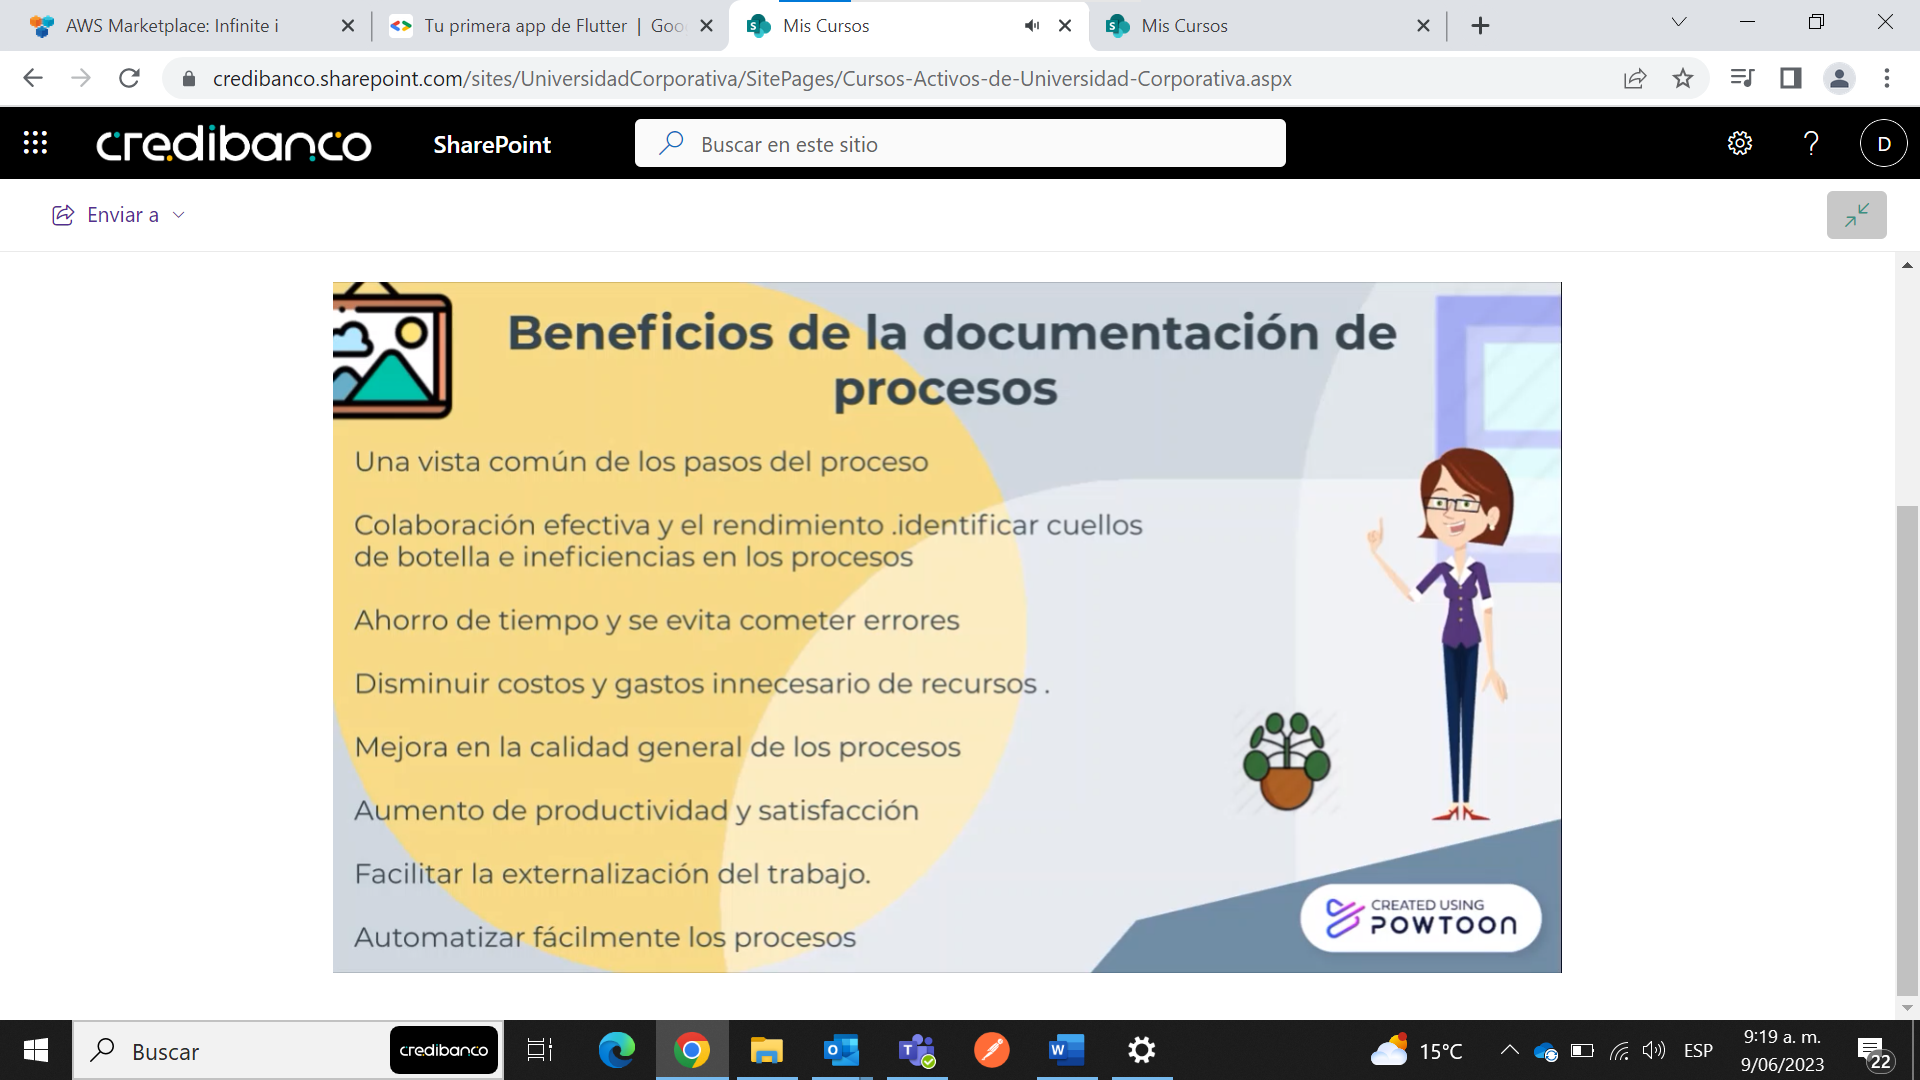 AWS Marketplace: Infinite i
Tu primera app de Flutter | Goo
Mis Cursos
Mis Cursos
credibanco.sharepoint.com/sites/UniversidadCorporativa/SitePages/Cursos-Activos-de-Universidad-Corporativa.aspx
credibanco
SharePoint
Buscar en este sitio
?
D
Enviar a
Beneficios de la documentación de
procesos
Una vista común de los pasos del proceso
Colaboración efectiva y el rendimiento .identificar cuellos
de botella e ineficiencias en los procesos
Ahorro de tiempo y se evita cometer errores
Disminuir costos y gastos innecesario de recursos .
Mejora en la calidad general de los procesos
Aumento de productividad y satisfacción
Facilitar la externalización del trabajo.
Automatizar fácilmente los procesos
CREATED USING
POWTOON
Buscar
credibanco
15°C
ESP
9:19 a. m.
9/06/2023
22